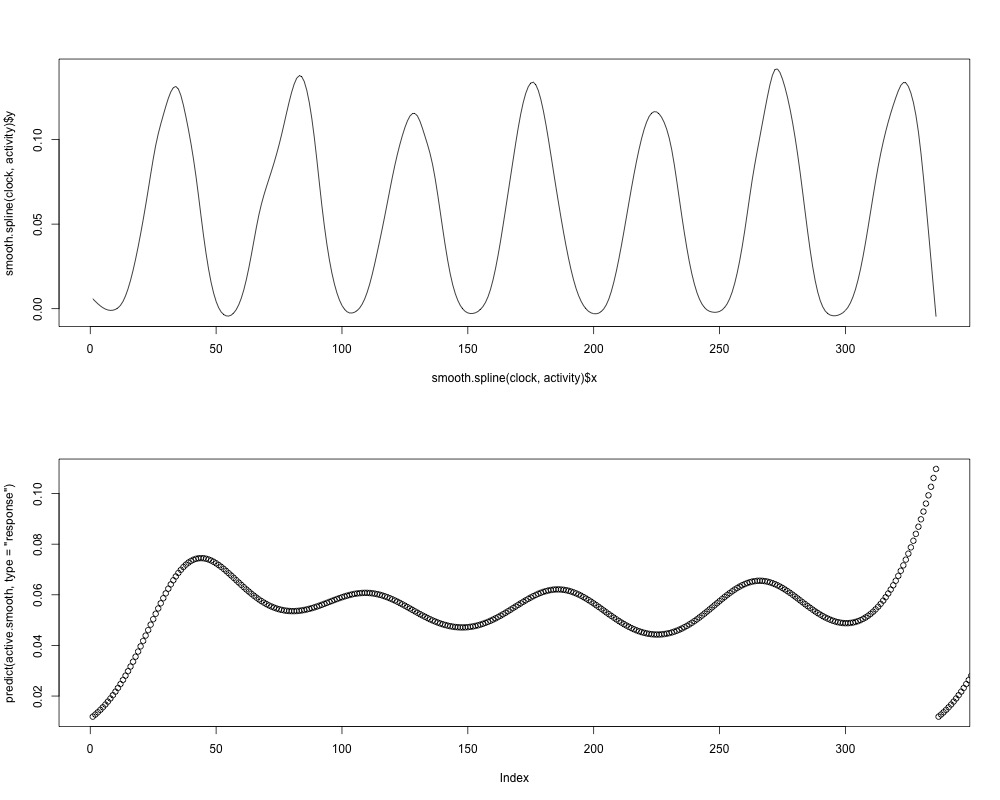 smooth.spline(clock, activity)$y
0.10
0.05
0.00
0 50 100 150 200 250 300
smooth.spline(clock, activity)$x
predict(active.smooth, type = "response")
0.10
0.08
0.06
0.04
0.02
0 50 100 150 200 250 300
Index